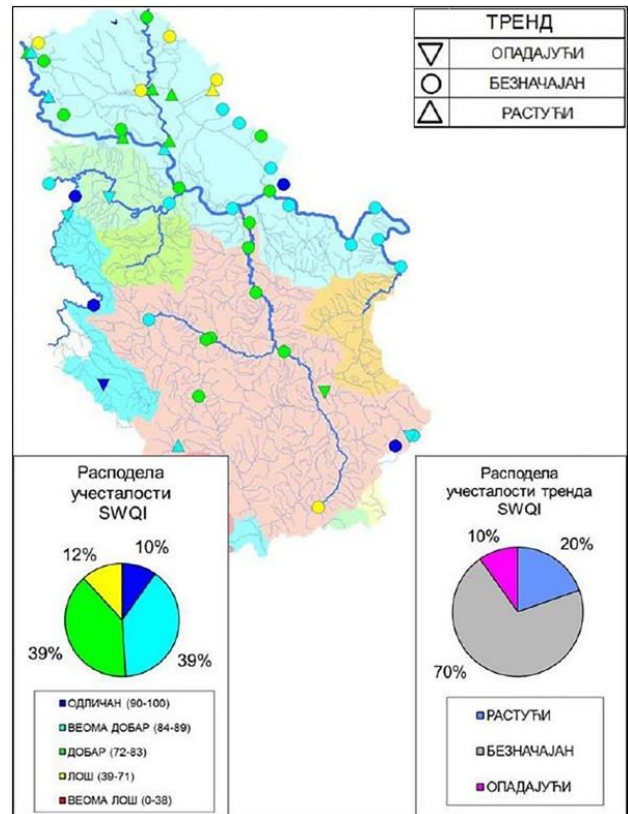 ТРЕНД
ОПАДАЈУЋИ
БЕЗНАЧАЈАН
РАСТУЋИ
Расподела
учесталости
SWQI
12%
10%
39%
39%
ОДЛИЧАН (90-100)
ВЕОМА ДОБАР (84-89)
ДОБАР (72-83)
ЛОШ (39-71)
ВЕОМА ЛОШ (0-38)
Расподела
учесталости тренда
SWQI
10%
20%
70%
РАСТУЋИ
БЕЗНАЧАЈАН
ОПАДАЈУЋИ